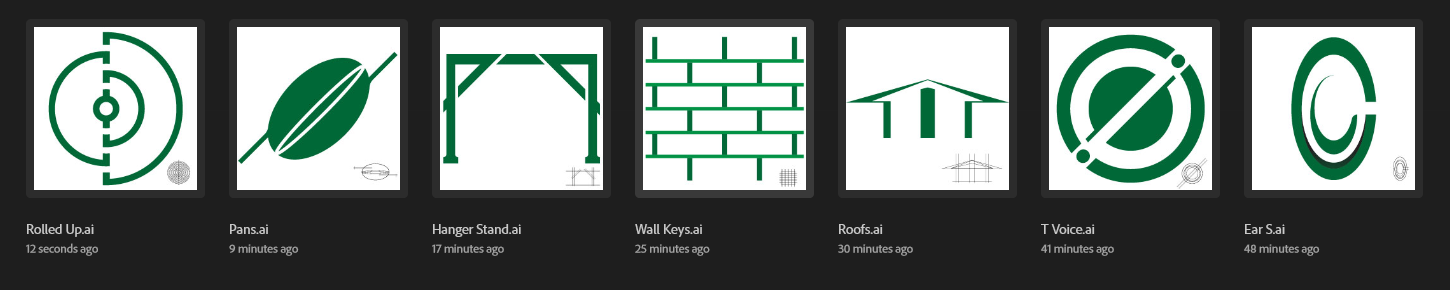 Rolled Up.ai
12 seconds ago
Pans.ai
9 minutes ago
Hanger Stand.ai
17 minutes ago
Wall Keys.ai
25 minutes ago
Roofs.ai
30 minutes ago
T Voice.ai
41 minutes ago
Ear S.ai
48 minutes ago